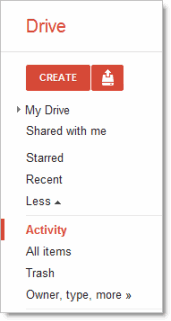 Drive
CREATE
My Drive
Shared with me
Starred
Recent
Less
Activity
All items
Trash
Owner, type, more »